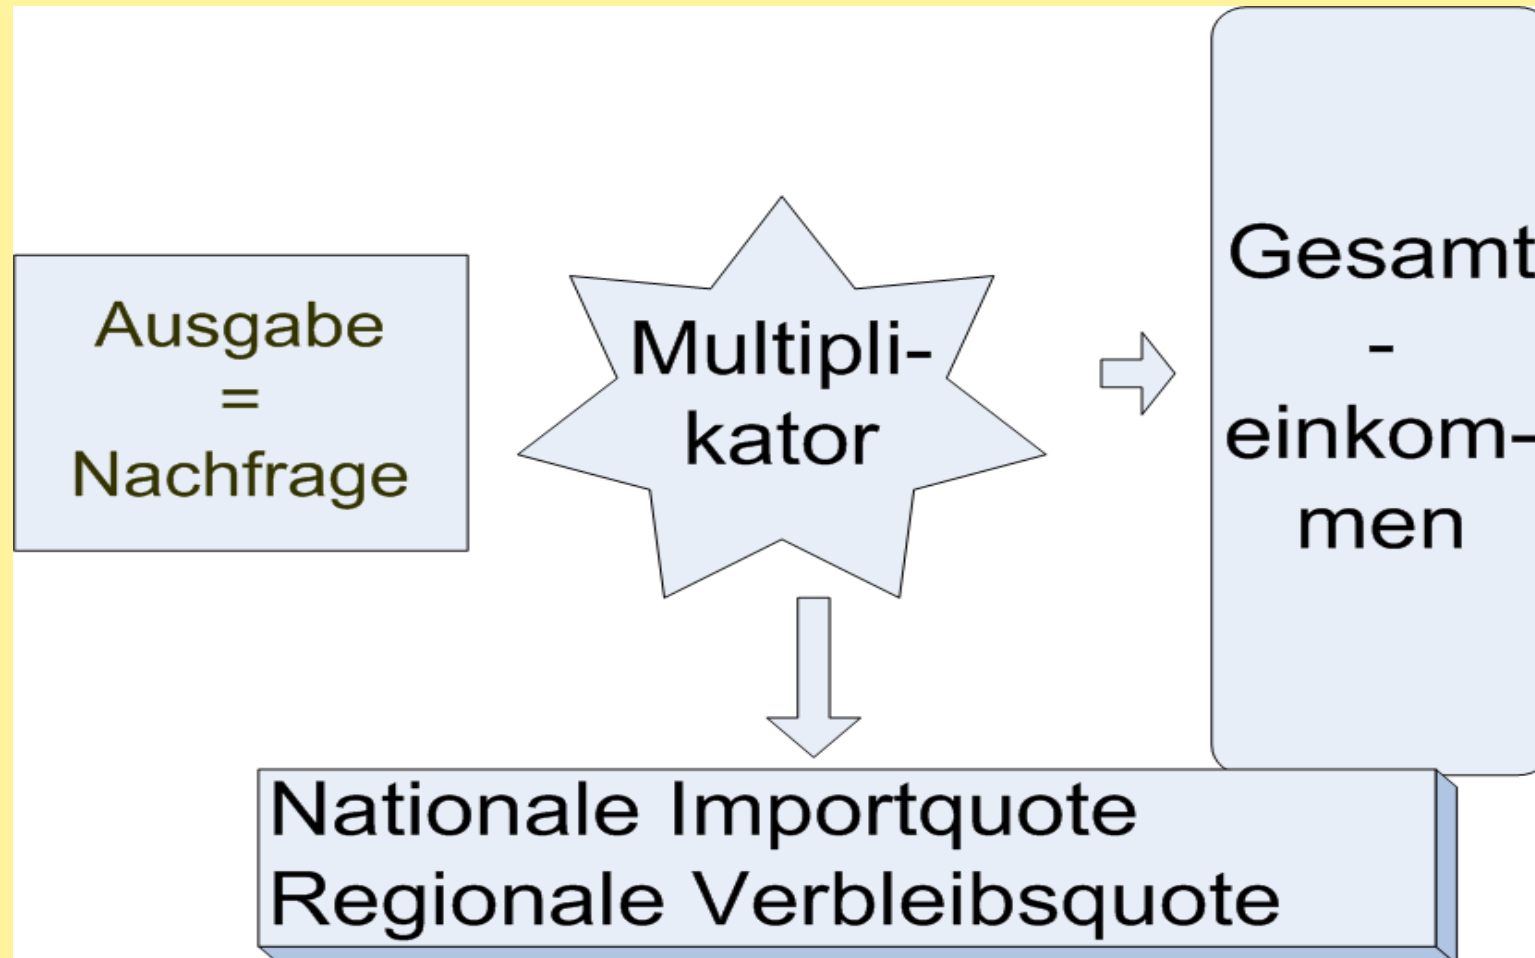 Ausgabe
=
Nachfrage
Multipli-
kator
Gesamt
-
einkom-
men
Nationale Importquote
Regionale Verbleibsquote